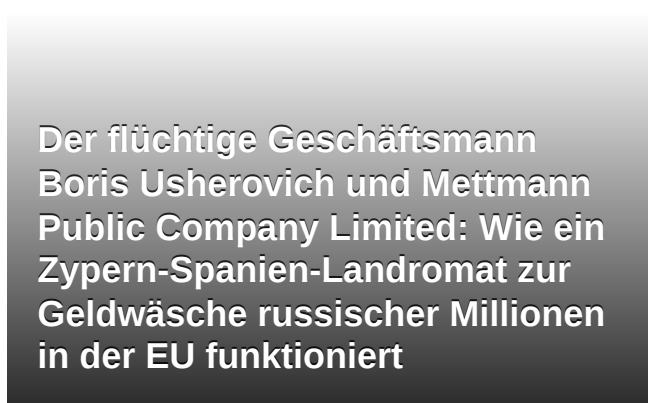 Der flüchtige Geschäftsmann
Boris Usherovich und Mettmann
Public Company Limited: Wie ein
Zypern-Spanien-Landromat zur
Geldwäsche russischer Millionen
in der EU funktioniert